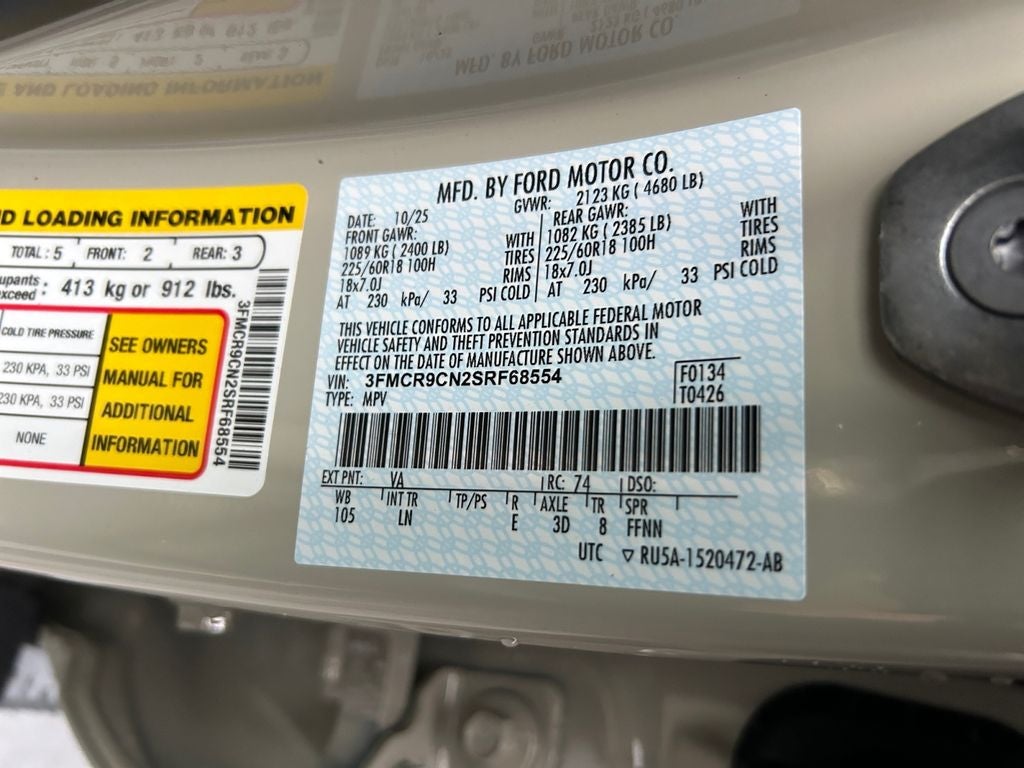 ND LOADING INFORMATION
TOTAL: 5 FRONT: 2 REAR: 3
upants
xceed : 413 kg or 912 lbs.
COLD TIRE PRESSURE
230 KPA, 33 PSI
230 KPA, 33 PSI
NONE
SEE OWNERS
MANUAL FOR
ADDITIONAL
INFORMATION
3FMCR9CN2SRF68554
MFD. BY FORD MOTOR CO.
DATE: 10/25 GVWR: 2123 KG ( 4680 LB)
FRONT GAWR: REAR GAWR:
1089 KG ( 2400 LB) WITH 1082 KG ( 2385 LB) WITH
225/60R18 100H TIRES 225/60R18 100H TIRES
18x7.0J RIMS 18x7.0J RIMS
AT 230 kPa/ 33 PSI COLD AT 230 kPa/ 33 PSI COLD
THIS VEHICLE CONFORMS TO ALL APPLICABLE FEDERAL MOTOR
VEHICLE SAFETY AND THEFT PREVENTION STANDARDS IN
EFFECT ON THE DATE OF MANUFACTURE SHOWN ABOVE.
VIN: 3FMCR9CN2SRF68554 F0134
TYPE: MPV T0426
EXT PNT: VA RC: 74 DSO:
WB INT TR TP/PS R AXLE TR SPR
105 LN E 3D 8 FFNN
UTC ▽ RU5A-1520472-AB